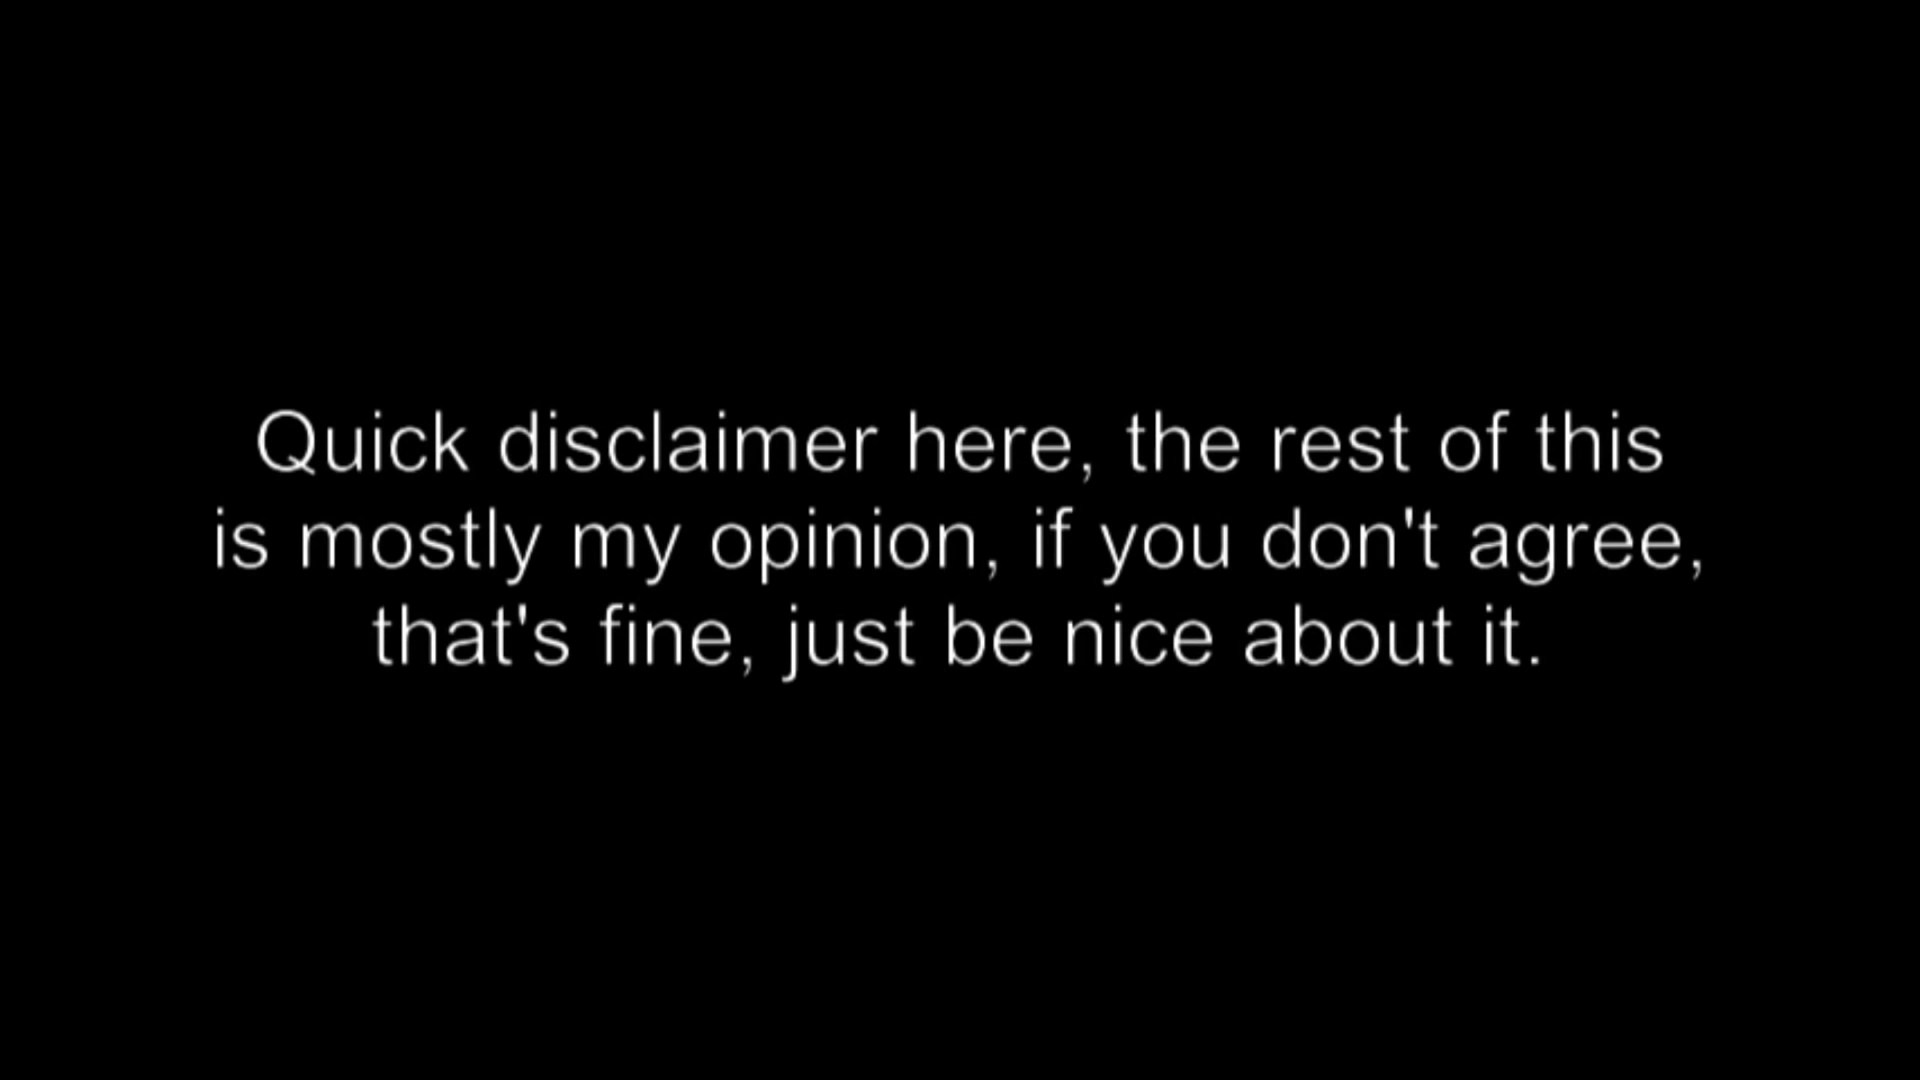 Quick disclaimer here, the rest of this
is mostly my opinion, if you don't agree,
that's fine, just be nice about it.